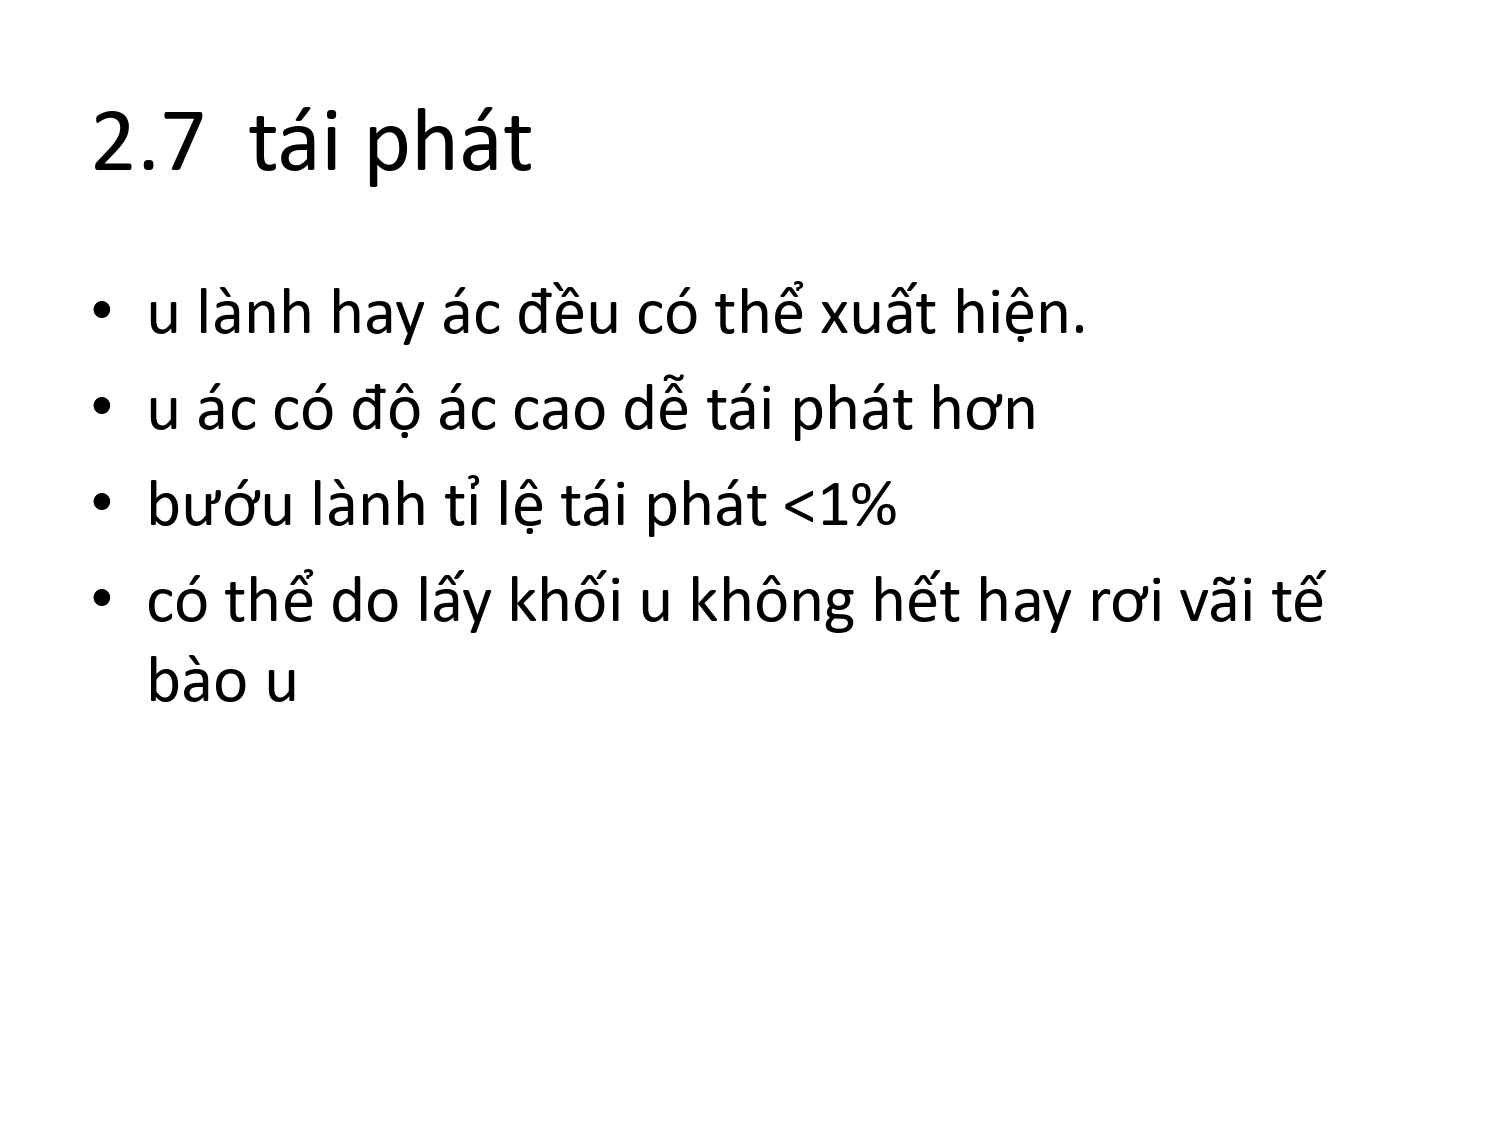 2.7  tái phát
• u lành hay ác đều có thể xuất hiện.
• u ác có độ ác cao dễ tái phát hơn
• bướu lành tỉ lệ tái phát <1%
• có thể do lấy khối u không hết hay rơi vãi tế
bào u